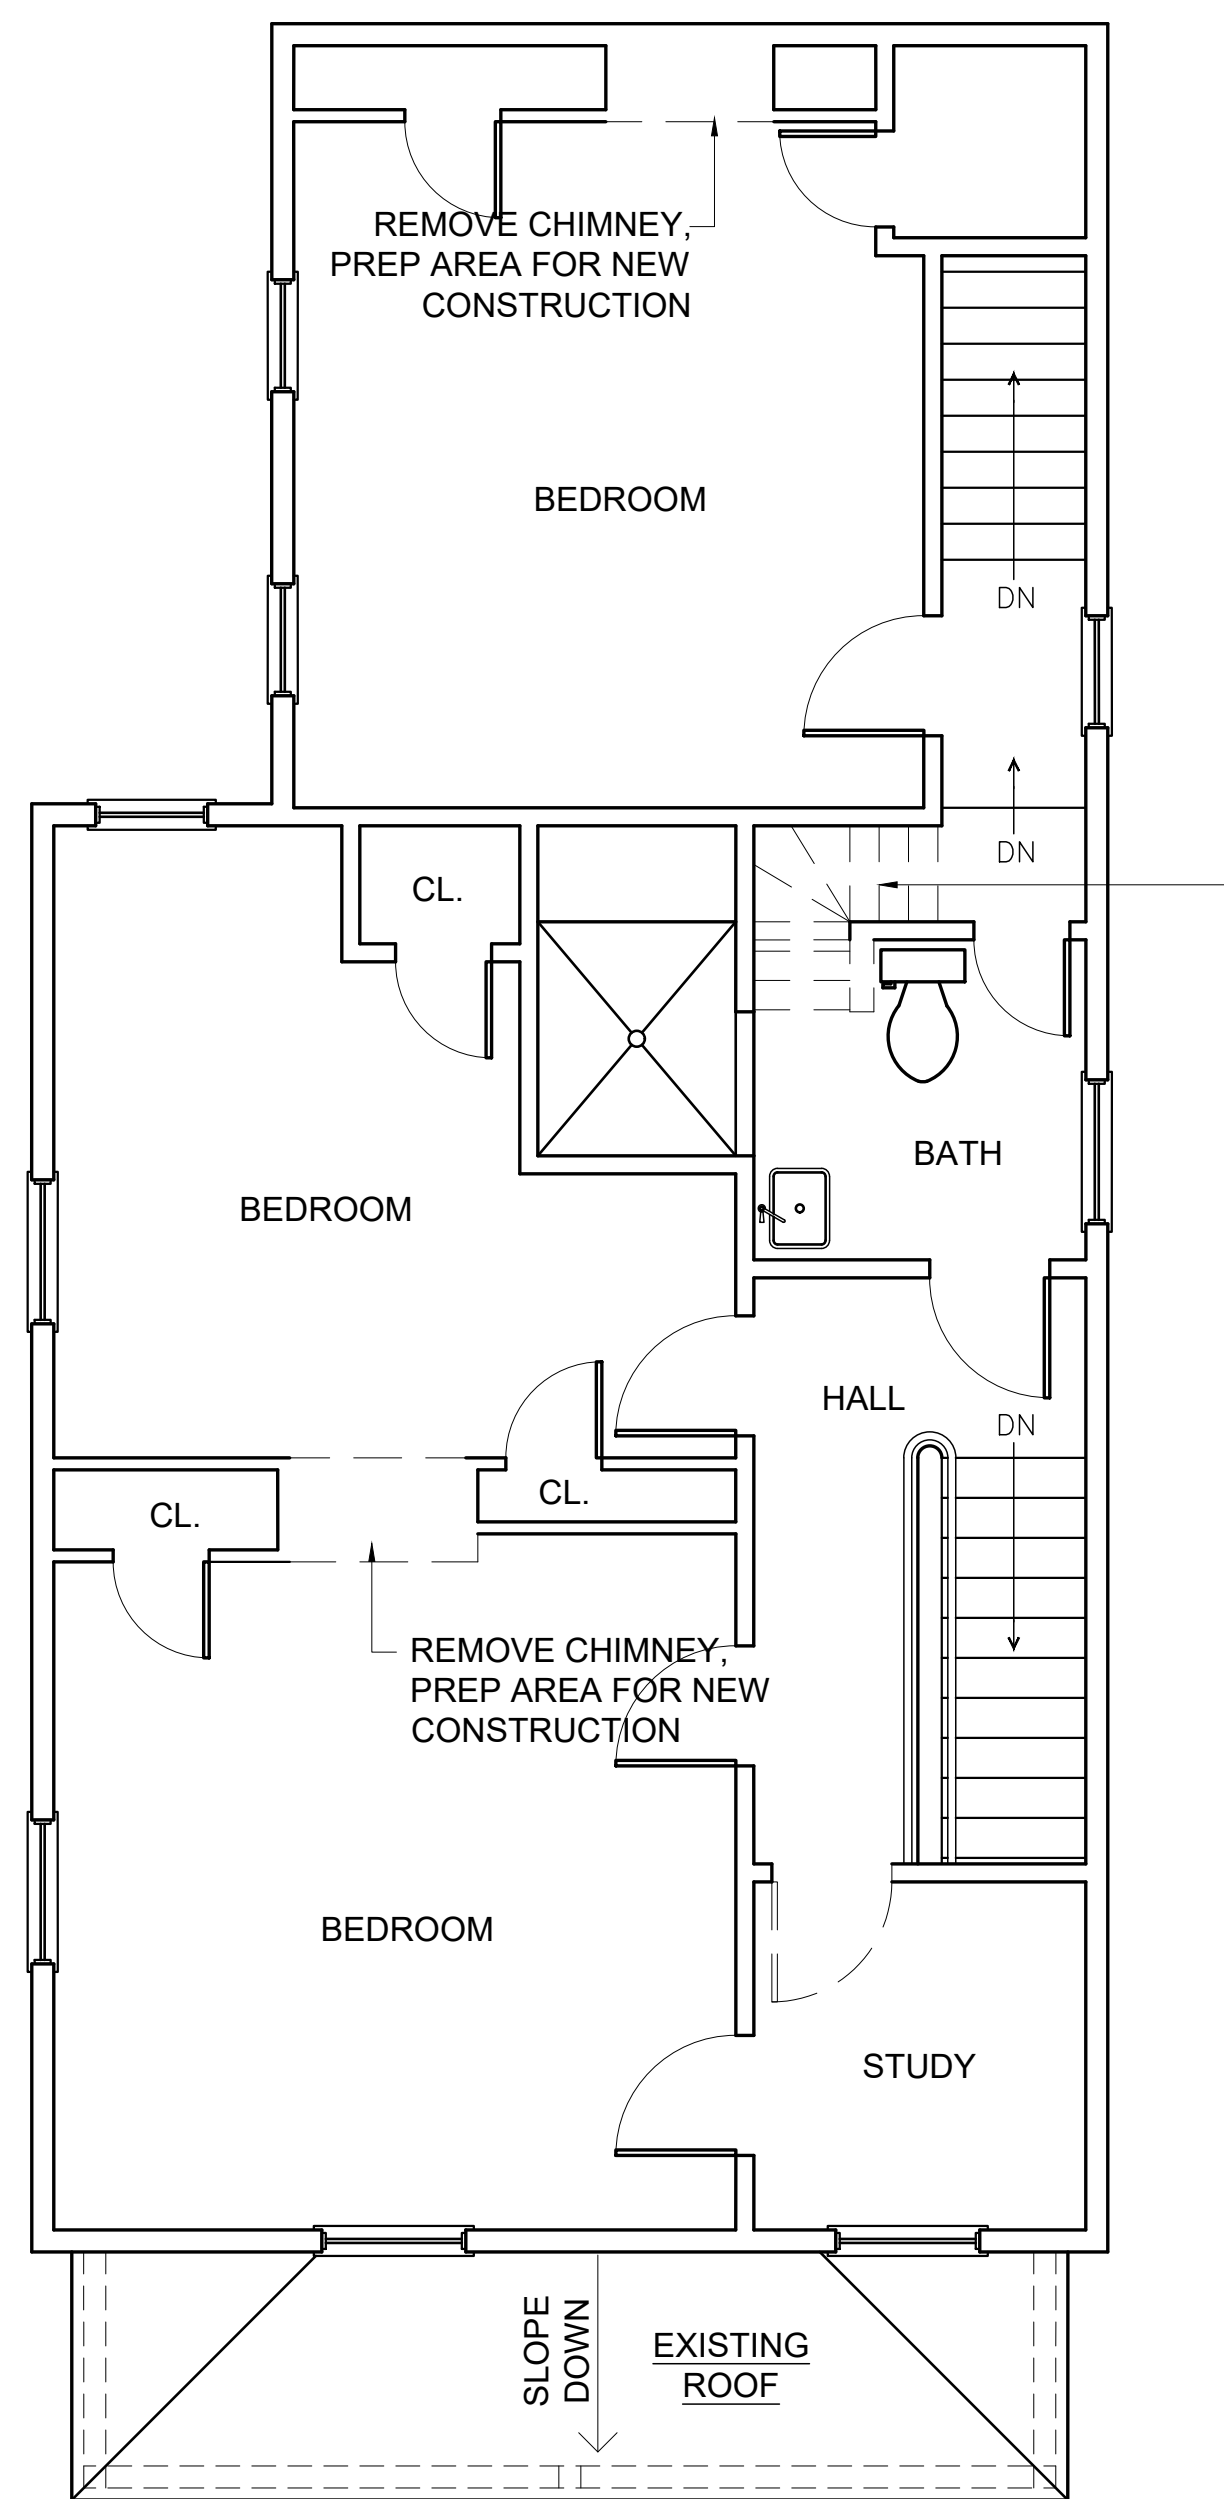 REMOVE CHIMNEY,
PREP AREA FOR NEW
CONSTRUCTION
BEDROOM
DN
DN
CL.
BATH
BEDROOM
HALL
DN
CL.
CL.
REMOVE CHIMNEY,
PREP AREA FOR NEW
CONSTRUCTION
BEDROOM
STUDY
SLOPE
DOWN
EXISTING
ROOF